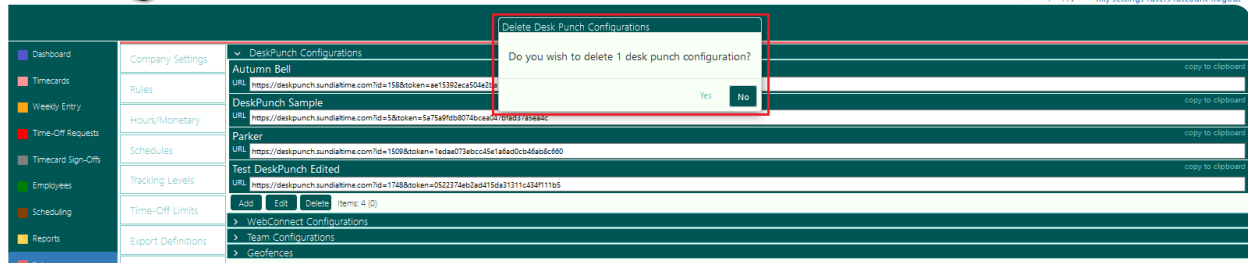 my settings
users
account
logout
Delete Desk Punch Configurations
Do you wish to delete 1 desk punch configuration?
Yes
No
Dashboard
Timecards
Weekly Entry
Time-Off Requests
Timecard Sign-Offs
Employees
Scheduling
Reports
Company Settings
Rules
Hours/Monetary
Schedules
Tracking Levels
Time-Off Limits
Export Definitions
DeskPunch Configurations
Autumn Bell
copy to clipboard
URL https://deskpunch.sundialtime.com?id=158&token=ae15392eca504e2ba
DeskPunch Sample
copy to clipboard
URL https://deskpunch.sundialtime.com?id=5&token=5a75a9fdb8074bcea047bfed37a5ea4c
Parker
copy to clipboard
URL https://deskpunch.sundialtime.com?id=1509&token=1edae073ebcc45e1a6ad0cb46ab8c660
Test DeskPunch Edited
copy to clipboard
URL https://deskpunch.sundialtime.com?id=1748&token=0522374eb2ad415da31311c434f111b5
Add Edit Delete Items: 4 (0)
> WebConnect Configurations
> Team Configurations
> Geofences